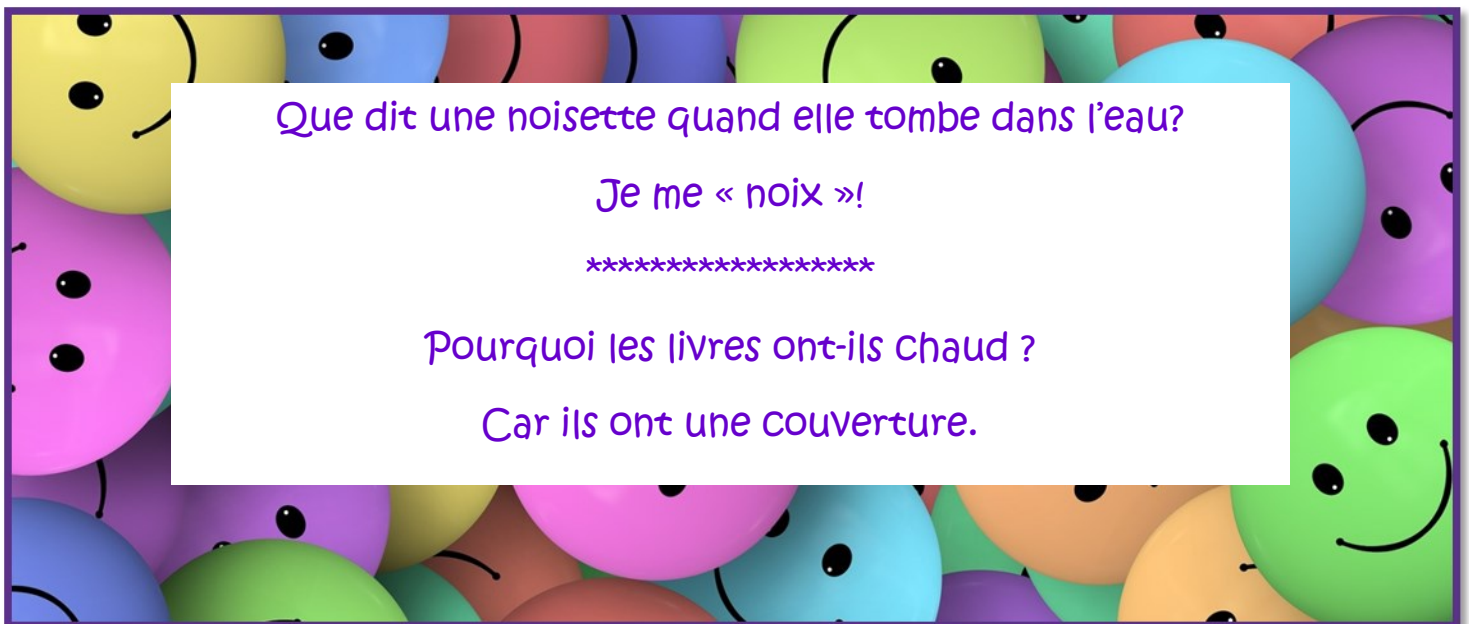 Que dit une noisette quand elle tombe dans l'eau?
Je me « noix »!
******************
Pourquoi les livres ont-ils chaud ?
Car ils ont une couverture.